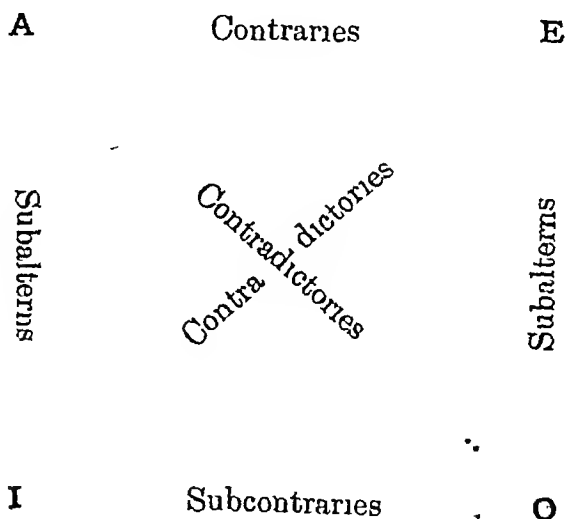 A Contraries E
Subalterns
Contradictories
Contradictories
Subalterns
I Subcontraries O